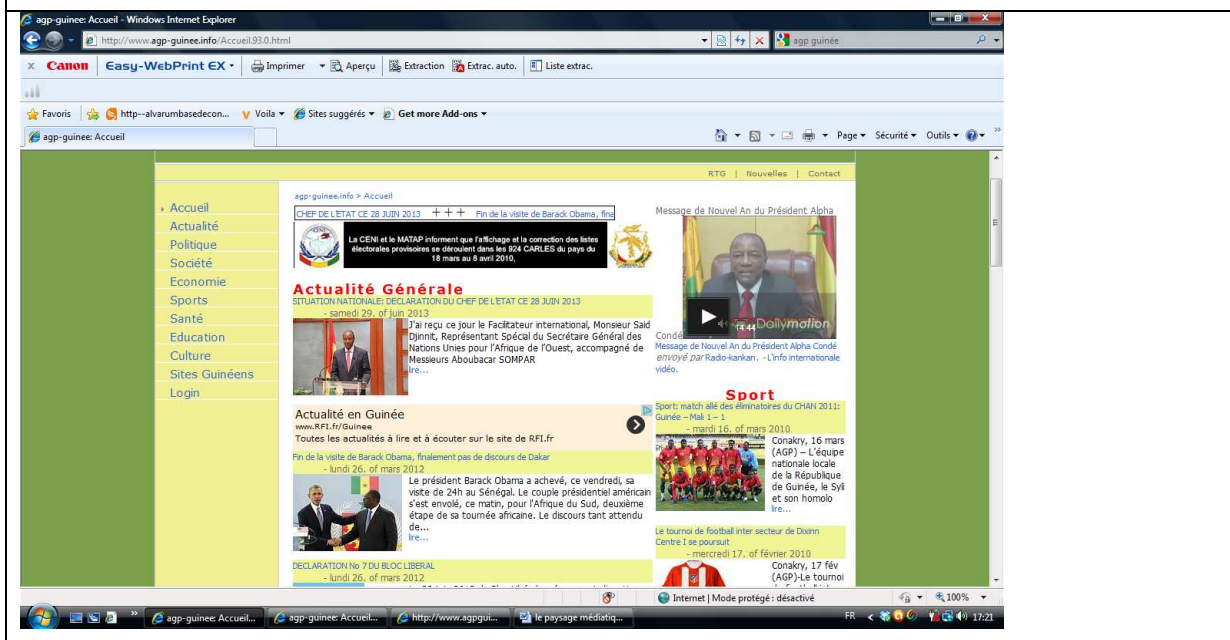 agp-guinee: Accueil - Windows Internet Explorer
http://www.agp-guinee.info/Accueil.93.0.html
agp guinée
x Canon Easy-WebPrint EX Imprimer Aperçu Extraction Extrac. auto. Liste extrac.
Favoris http--alvarumbasedecon... Voila Sites suggérés Get more Add-ons
agp-guinee: Accueil
Page Sécurité Outils »
RTG | Nouvelles | Contact
Accueil
Actualité
Politique
Société
Economie
Sports
Santé
Education
Culture
Sites Guinéens
Login
agp-guinee.info > Accueil
CHEF DE L'ETAT CE 28 JUIN 2013 +++ Fin de la visite de Barack Obama, fina
CENI
La CENI et le MATAP informent que l'affichage et la correction des listes
électorales provisoires se déroulent dans les 924 CARLES du pays du
18 mars au 8 avril 2010,
Actualité Générale
SITUATION NATIONALE: DECLARATION DU CHEF DE L'ETAT CE 28 JUIN 2013
- samedi 29. of juin 2013
J'ai reçu ce jour le Facilitateur international, Monsieur Said
Djinnit, Représentant Spécial du Secrétaire Général des
Nations Unies pour l'Afrique de l'Ouest, accompagné de
Messieurs Aboubacar SOMPAR
lire...
Actualité en Guinée
www.RFI.fr/Guinee
Toutes les actualités à lire et à écouter sur le site de RFI.fr
Fin de la visite de Barack Obama, finalement pas de discours de Dakar
- lundi 26. of mars 2012
Le président Barack Obama a achevé, ce vendredi, sa
visite de 24h au Sénégal. Le couple présidentiel américain
s'est envolé, ce matin, pour l'Afrique du Sud, deuxième
étape de sa tournée africaine. Le discours tant attendu
de...
lire...
DECLARATION No 7 DU BLOC LIBERAL
- lundi 26. of mars 2012
Message de Nouvel An du Président Alpha
14:44 Dailymotion
Condé
Message de Nouvel An du Président Alpha Condé
envoyé par Radio-kankan. - L'info internationale
vidéo.
Sport
Sport: match allé des éliminatoires du CHAN 2011:
Guinée – Mali 1 – 1
- mardi 16. of mars 2010
Conakry, 16 mars
(AGP) – L'équipe
nationale locale
de la République
de Guinée, le Syli
et son homolo
lire...
Le tournoi de football inter secteur de Dixinn
Centre I se poursuit
- mercredi 17. of février 2010
Conakry, 17 fév
(AGP)-Le tournoi
Internet | Mode protégé : désactivé 100%
agp-guinee: Accueil... agp-guinee: Accueil... http://www.agpgui... le paysage médiatiq... FR 17:21